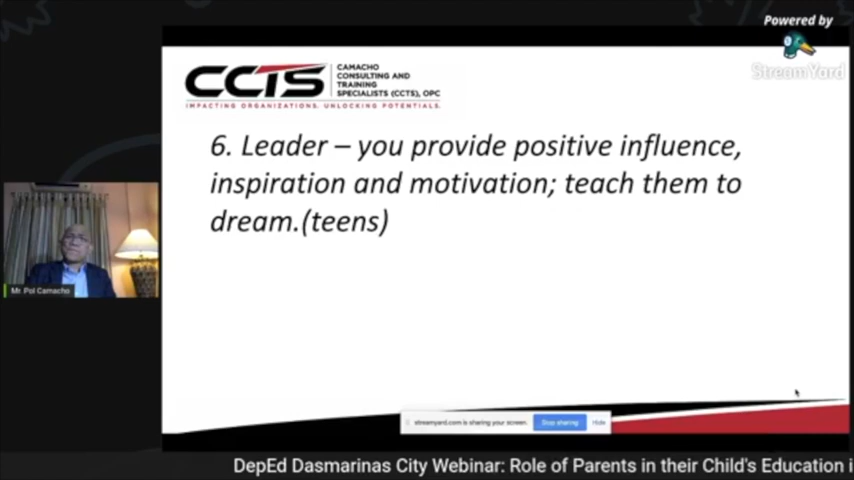 Powered by
StreamYard
CCTS
CAMACHO
CONSULTING AND
TRAINING
SPECIALISTS (CCTS), OPC
IMPACTING ORGANIZATIONS. UNLOCKING POTENTIALS.
6. Leader – you provide positive influence,
inspiration and motivation; teach them to
dream.(teens)
Mr. Pol Camacho
streamyard.com is sharing your screen.
Stop sharing
Hide
DepEd Dasmarinas City Webinar: Role of Parents in their Child's Education i